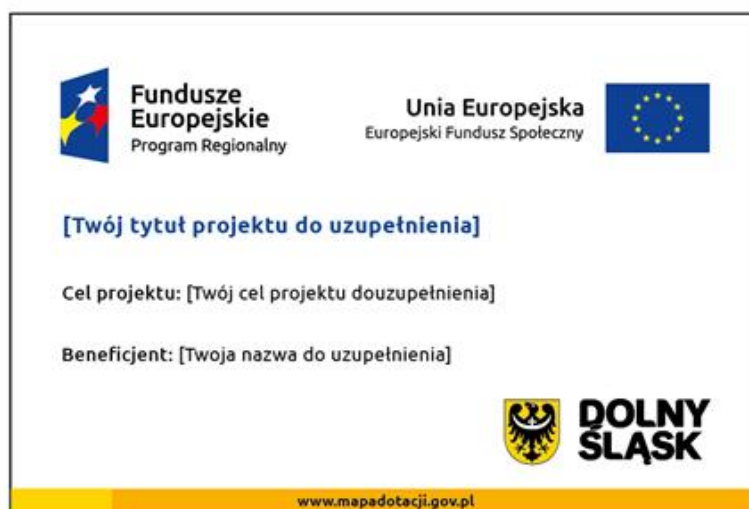 Fundusze
Europejskie
Program Regionalny
Unia Europejska
Europejski Fundusz Społeczny
[Twój tytuł projektu do uzupełnienia]
Cel projektu: [Twój cel projektu douzupełnienia]
Beneficjent: [Twoja nazwa do uzupełnienia]
DOLNY
ŚLĄSK
www.mapadotacji.gov.pl